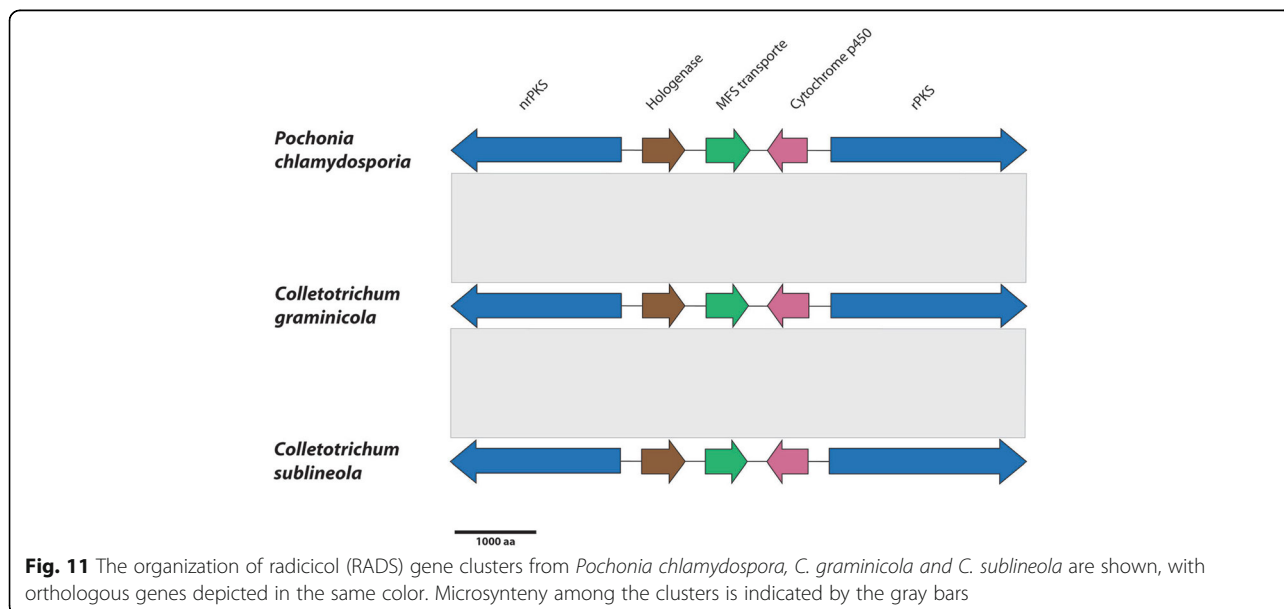 nrPKS
Hologenase
MFS transporte
Cytochrome p450
rPKS
Pochonia
chlamydosporia
Colletotrichum
graminicola
Colletotrichum
sublineola
1000 aa
Fig. 11 The organization of radicicol (RADS) gene clusters from Pochonia chlamydospora, C. graminicola and C. sublineola are shown, with
orthologous genes depicted in the same color. Microsynteny among the clusters is indicated by the gray bars